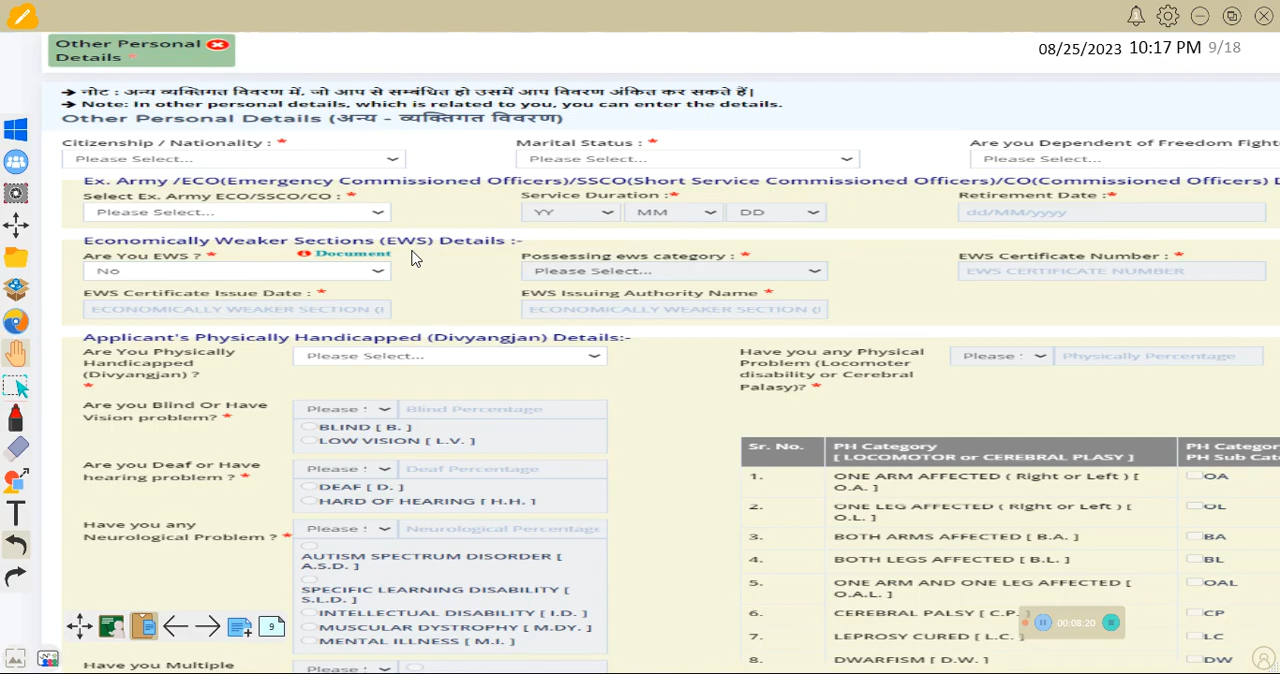 Other Personal
Details *
08/25/2023 10:17 PM 9/18
➔ नोट : अन्य व्यक्तिगत विवरण में, जो आप से सम्बंधित हो उसमें आप विवरण अंकित कर सकते हैं|
➔ Note: In other personal details, which is related to you, you can enter the details.
Other Personal Details (अन्य - व्यक्तिगत विवरण)
Citizenship / Nationality : * Marital Status : * Are you Dependent of Freedom Fight
Please Select... Please Select... Please Select...
Ex. Army /ECO(Emergency Commissioned Officers)/SSCO(Short Service Commissioned Officers)/CO(Commissioned Officers) D
Select Ex. Army ECO/SSCO/CO : * Service Duration :* Retirement Date :*
Please Select... YY MM DD dd/MM/yyyy
Economically Weaker Sections (EWS) Details :-
Are You EWS ? * Document Possessing ews category : * EWS Certificate Number : *
No Please Select... EWS CERTIFICATE NUMBER
EWS Certificate Issue Date : * EWS Issuing Authority Name *
ECONOMICALLY WEAKER SECTION (I ECONOMICALLY WEAKER SECTION (I
Applicant's Physically Handicapped (Divyangjan) Details:-
Are You Physically
Handicapped
(Divyangjan) ?
*
Please Select...
Have you any Physical
Problem (Locomoter
disability or Cerebral
Palasy)? *
Please : Physically Percentage
Are you Blind Or Have
Vision problem? *
Please : Blind Percentage
BLIND [ B. ]
LOW VISION [ L.V. ]
Are you Deaf or Have
hearing problem ? *
Please : Deaf Percentage
DEAF [ D. ]
HARD OF HEARING [ H.H. ]
Have you any
Neurological Problem ? *
Please : Neurological Percentage
AUTISM SPECTRUM DISORDER [
A.S.D. ]
SPECIFIC LEARNING DISABILITY [
S.L.D. ]
INTELLECTUAL DISABILITY [ I.D. ]
MUSCULAR DYSTROPHY [ M.DY. ]
MENTAL ILLNESS [ M.I. ]
Have you Multiple
Please :
Sr. No. PH Category
[ LOCOMOTOR or CEREBRAL PLASY ]
PH Categor
PH Sub Cat
1. ONE ARM AFFECTED ( Right or Left ) [
O.A. ] OA
2. ONE LEG AFFECTED ( Right or Left ) [
O.L. ] OL
3. BOTH ARMS AFFECTED [ B.A. ] BA
4. BOTH LEGS AFFECTED [ B.L. ] BL
5. ONE ARM AND ONE LEG AFFECTED [
O.A.L. ] OAL
6. CEREBRAL PALSY [ C.P. ] CP
7. LEPROSY CURED [ L.C. ] LC
8. DWARFISM [ D.W. ] DW
00:08:20
9
T